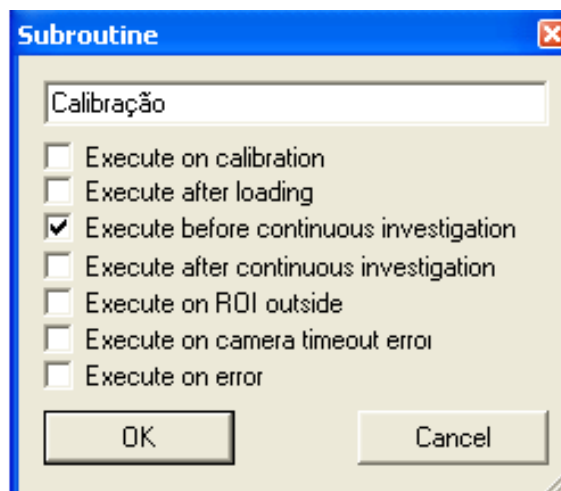 Subroutine
Calibração
Execute on calibration
Execute after loading
Execute before continuous investigation
Execute after continuous investigation
Execute on ROI outside
Execute on camera timeout error
Execute on error
OK Cancel